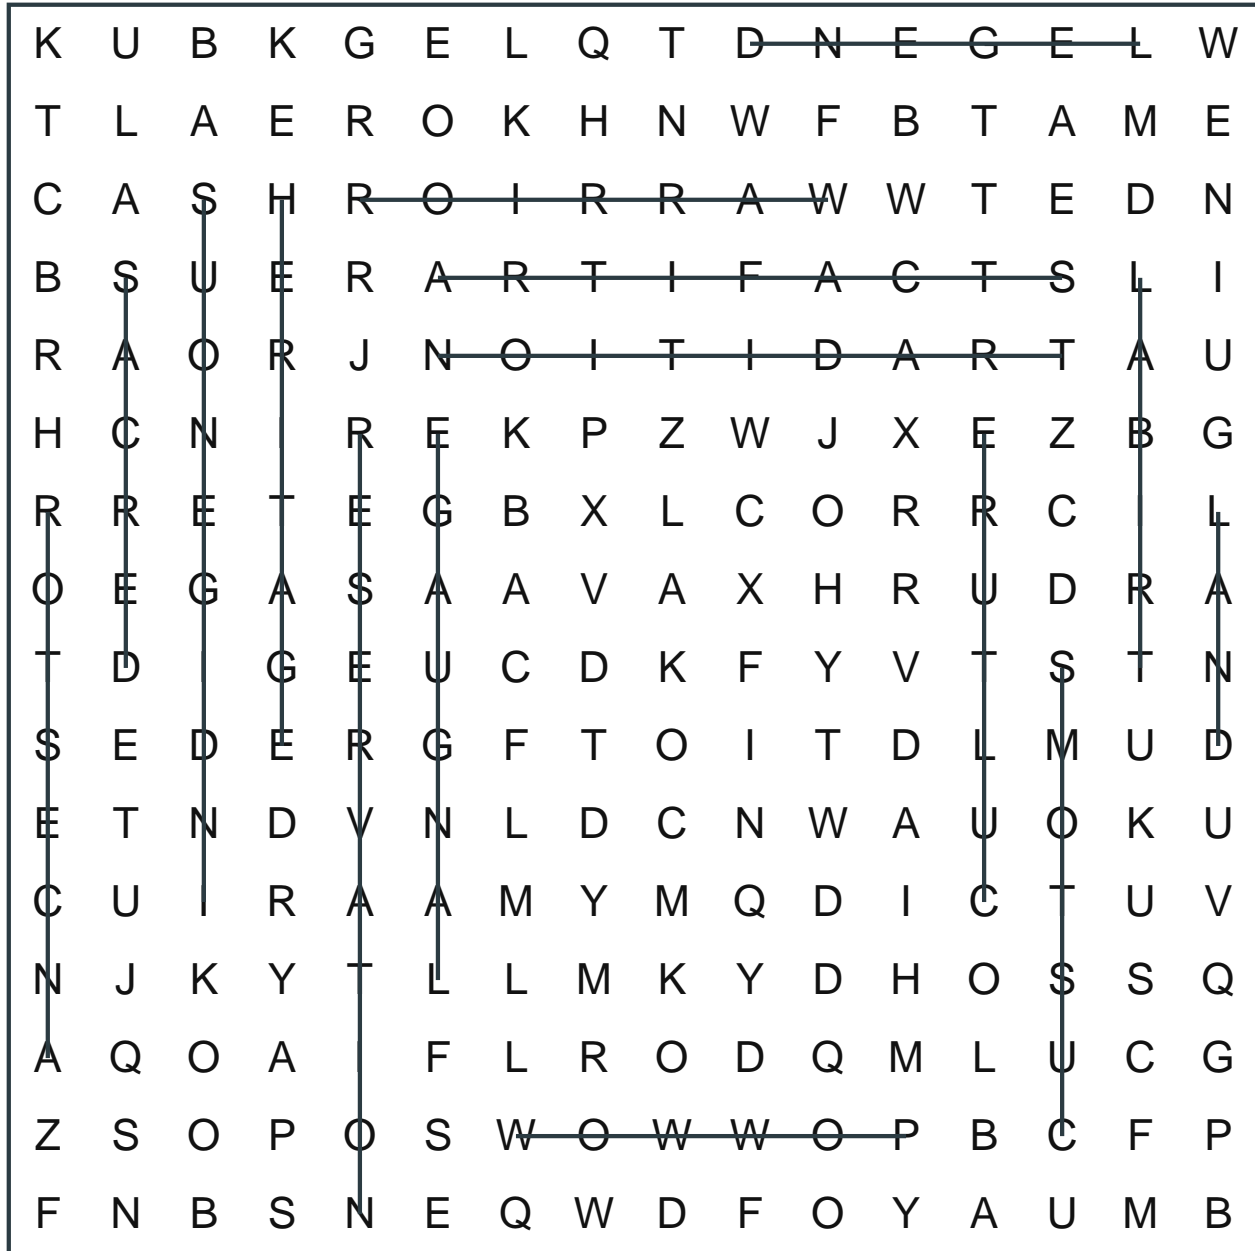 K U B K G E L Q T D N E G E L W
T L A E R O K H N W F B T A M E
C A S H R O I R R A W W T E D N
B S U E R A R T I F A C T S L I
R A O R J N O I T I D A R T A U
H C N I R E K P Z W J X E Z B G
R R E T E G B X L C O R R C I L
O E G A S A A V A X H R U D R A
T D I G E U C D K F Y V T S T N
S E D E R G F T O I T D L M U D
E T N D V N L D C N W A U O K U
C U I R A A M Y M Q D I C T U V
N J K Y T L L M K Y D H O S S Q
A Q O A I F L R O D Q M L U C G
Z S O P O S W O W W O P B C F P
F N B S N E Q W D F O Y A U M B